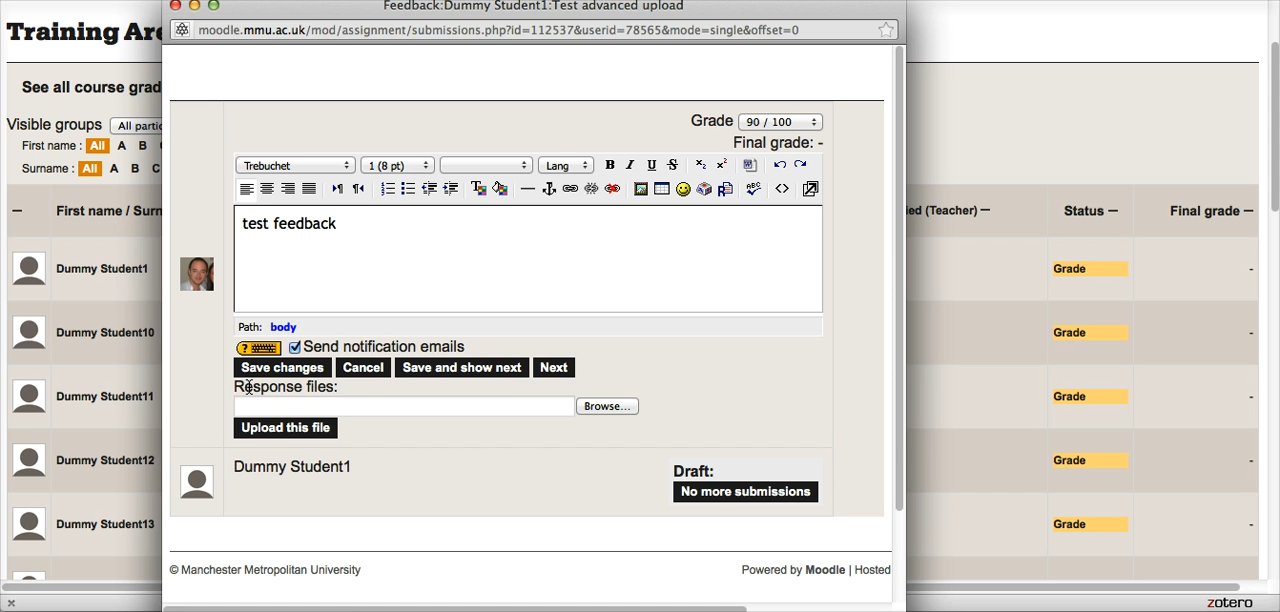 Feedback:Dummy Student1:Test advanced upload
moodle.mmu.ac.uk/mod/assignment/submissions.php?id=112537&userid=78565&mode=single&offset=0
Training Are
See all course grad
Visible groups All partic
First name : All A B
Surname : All A B C
First name / Surn
ied (Teacher)
Status
Final grade
Dummy Student1
Grade
-
Dummy Student10
Grade
-
Dummy Student11
Grade
-
Dummy Student12
Grade
-
Dummy Student13
Grade
-
Grade 90 / 100
Final grade: -
Trebuchet 1 (8 pt) Lang B I U S
test feedback
Path: body
Send notification emails
Save changes Cancel Save and show next Next
Response files:
Browse...
Upload this file
Dummy Student1
Draft:
No more submissions
© Manchester Metropolitan University
Powered by Moodle | Hosted
zotero